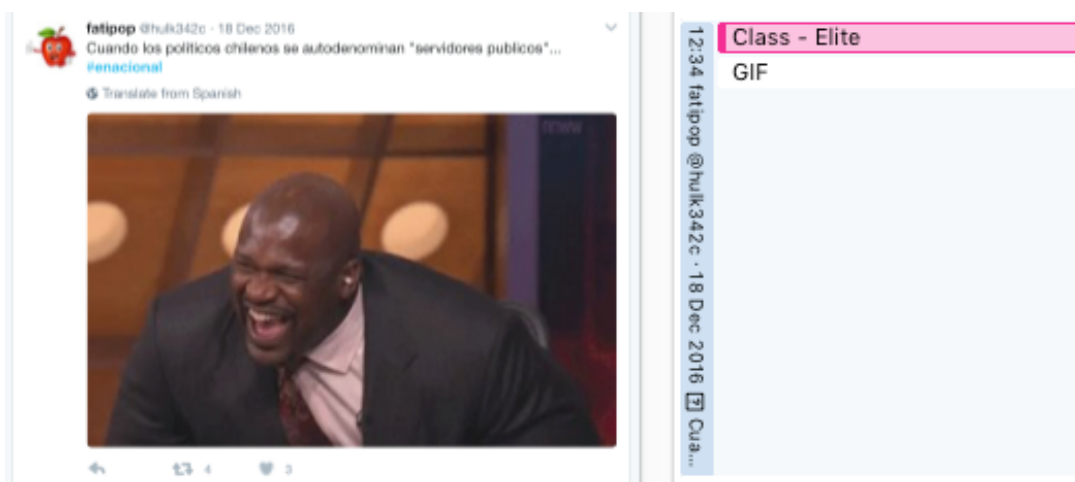 fatipop @hulk342c · 18 Dec 2016
Cuando los politicos chilenos se autodenominan "servidores publicos"...
#enacional
Translate from Spanish
4
3
12:34 fatipop @hulk342c · 18 Dec 2016 ⍰ Cua...
Class - Elite
GIF